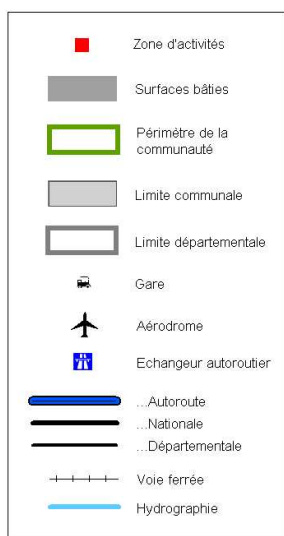 Zone d'activités
Surfaces bâties
Périmètre de la
communauté
Limite communale
Limite départementale
Gare
Aérodrome
Echangeur autoroutier
...Autoroute
...Nationale
...Départementale
Voie ferrée
Hydrographie